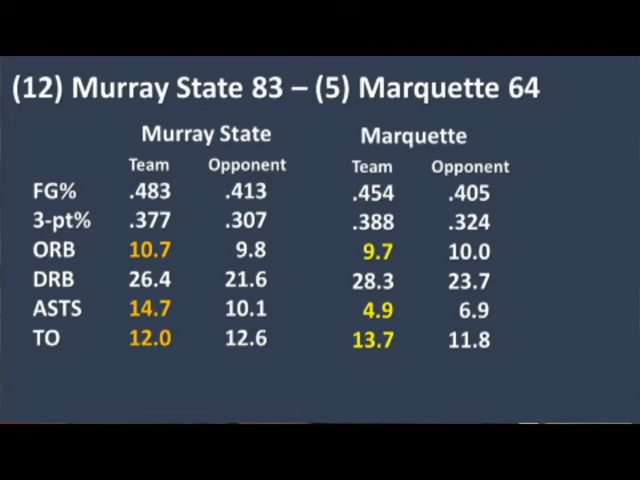 (12) Murray State 83 – (5) Marquette 64
Murray State Marquette
Team Opponent Team Opponent
FG% .483 .413 .454 .405
3-pt% .377 .307 .388 .324
ORB 10.7 9.8 9.7 10.0
DRB 26.4 21.6 28.3 23.7
ASTS 14.7 10.1 4.9 6.9
TO 12.0 12.6 13.7 11.8